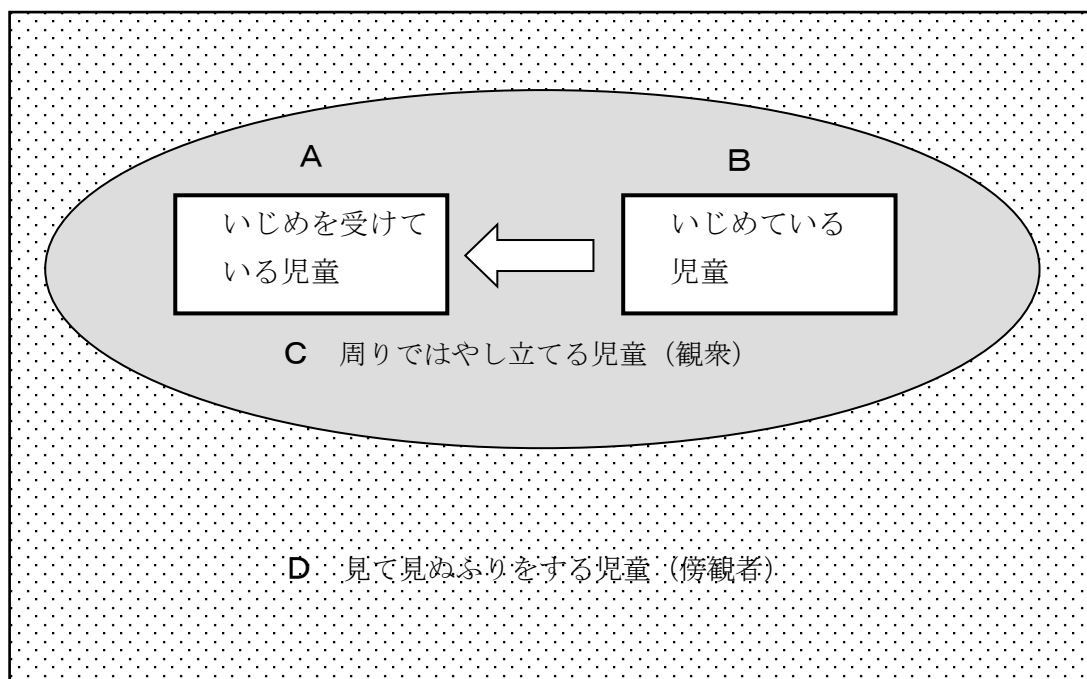 A
B
いじめを受けて
いる児童
いじめている
児童
C 周りではやし立てる児童（観衆）
D 見て見ぬふりをする児童（傍観者）